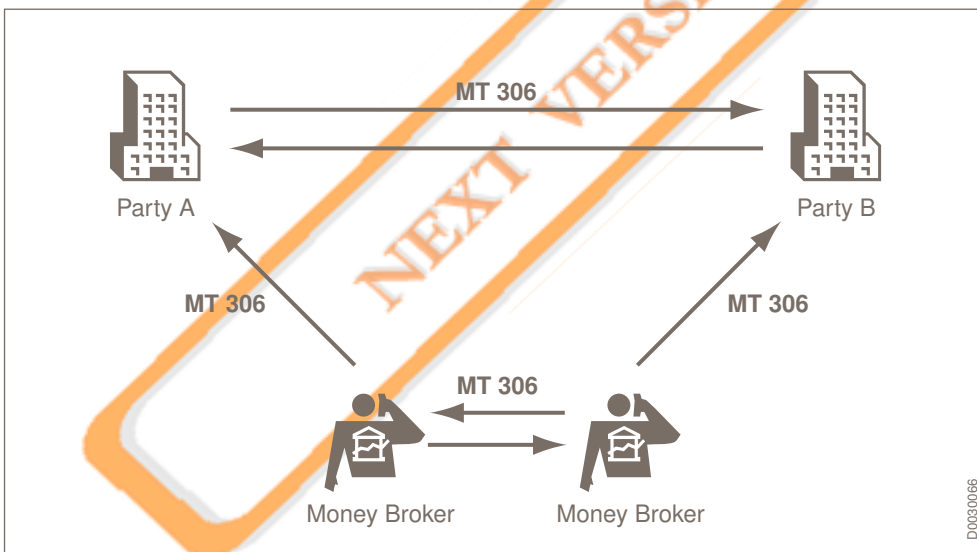 NEXT VERSI
MT 306
Party A
Party B
MT 306
MT 306
MT 306
Money Broker
Money Broker
D0030066